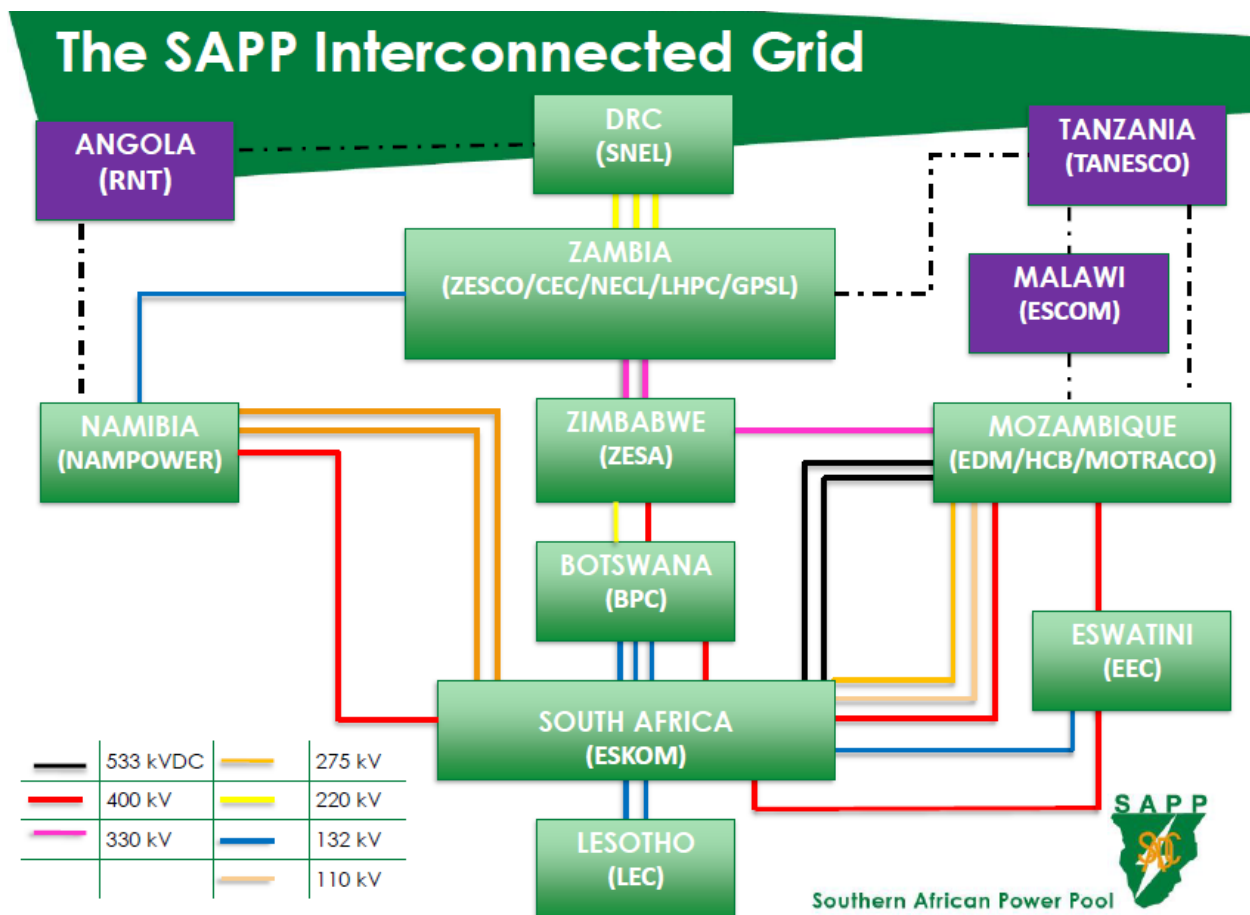 The SAPP Interconnected Grid
ANGOLA
(RNT)
DRC
(SNEL)
TANZANIA
(TANESCO)
ZAMBIA
(ZESCO/CEC/NECL/LHPC/GPSL)
MALAWI
(ESCOM)
NAMIBIA
(NAMPOWER)
ZIMBABWE
(ZESA)
MOZAMBIQUE
(EDM/HCB/MOTRACO)
BOTSWANA
(BPC)
ESWATINI
(EEC)
SOUTH AFRICA
(ESKOM)
LESOTHO
(LEC)
533 kVDC
275 kV
400 kV
220 kV
330 kV
132 kV
110 kV
SAPP
Southern African Power Pool